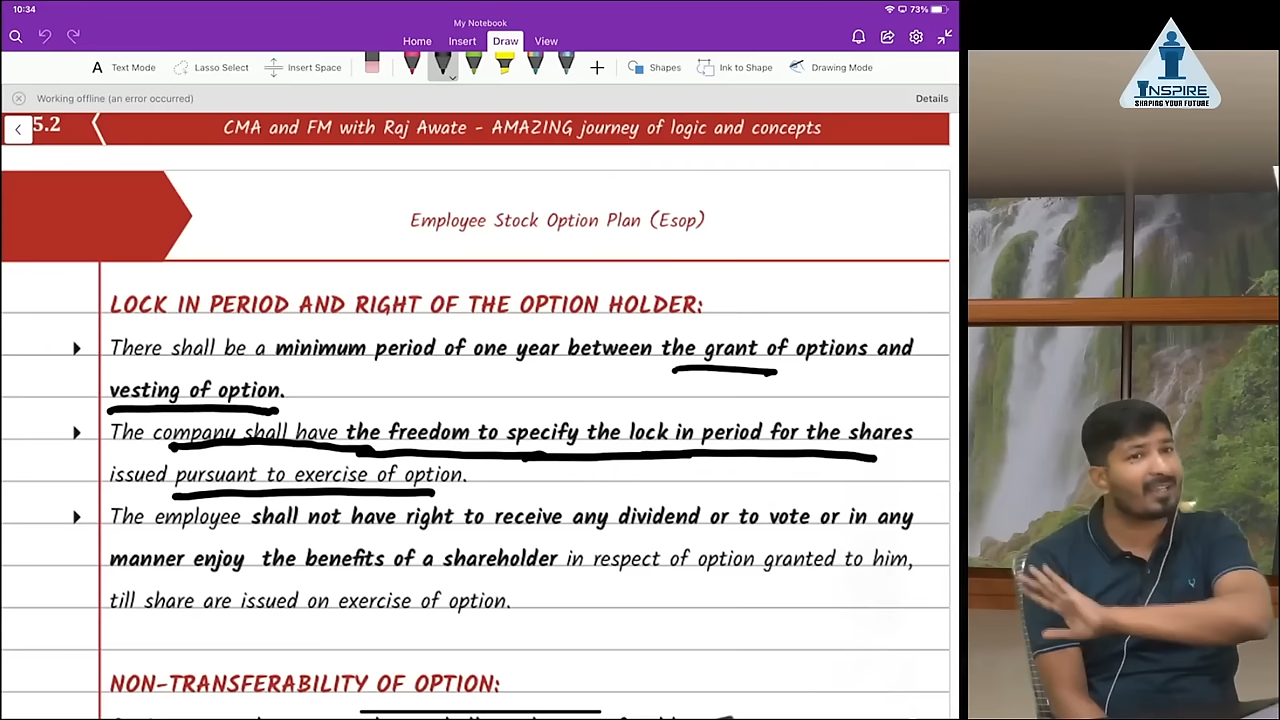 10:34
73%
My Notebook
Home Insert Draw View
Text Mode Lasso Select Insert Space Shapes Ink to Shape Drawing Mode
Working offline (an error occurred) Details
5.2 CMA and FM with Raj Awate - AMAZING journey of logic and concepts
INSPIRE
SHAPING YOUR FUTURE
Employee Stock Option Plan (Esop)
LOCK IN PERIOD AND RIGHT OF THE OPTION HOLDER:
There shall be a minimum period of one year between the grant of options and
vesting of option.
The company shall have the freedom to specify the lock in period for the shares
issued pursuant to exercise of option.
The employee shall not have right to receive any dividend or to vote or in any
manner enjoy the benefits of a shareholder in respect of option granted to him,
till share are issued on exercise of option.
NON-TRANSFERABILITY OF OPTION: